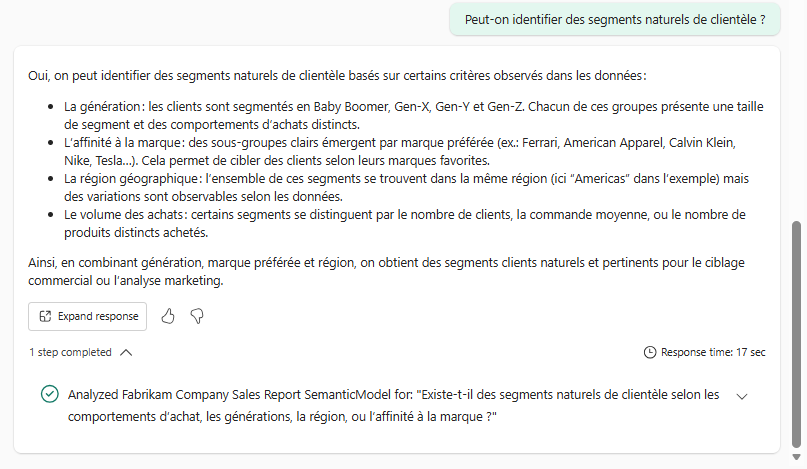 Peut-on identifier des segments naturels de clientèle ?
Oui, on peut identifier des segments naturels de clientèle basés sur certains critères observés dans les données :
• La génération : les clients sont segmentés en Baby Boomer, Gen-X, Gen-Y et Gen-Z. Chacun de ces groupes présente une taille
de segment et des comportements d’achats distincts.
• L’affinité à la marque : des sous-groupes clairs émergent par marque préférée (ex.: Ferrari, American Apparel, Calvin Klein,
Nike, Tesla…). Cela permet de cibler des clients selon leurs marques favorites.
• La région géographique : l’ensemble de ces segments se trouvent dans la même région (ici “Americas” dans l’exemple) mais
des variations sont observables selon les données.
• Le volume des achats : certains segments se distinguent par le nombre de clients, la commande moyenne, ou le nombre de
produits distincts achetés.
Ainsi, en combinant génération, marque préférée et région, on obtient des segments clients naturels et pertinents pour le ciblage
commercial ou l’analyse marketing.
Expand response
1 step completed
Response time: 17 sec
Analyzed Fabrikam Company Sales Report SemanticModel for: "Existe-t-il des segments naturels de clientèle selon les
comportements d’achat, les générations, la région, ou l’affinité à la marque ?"